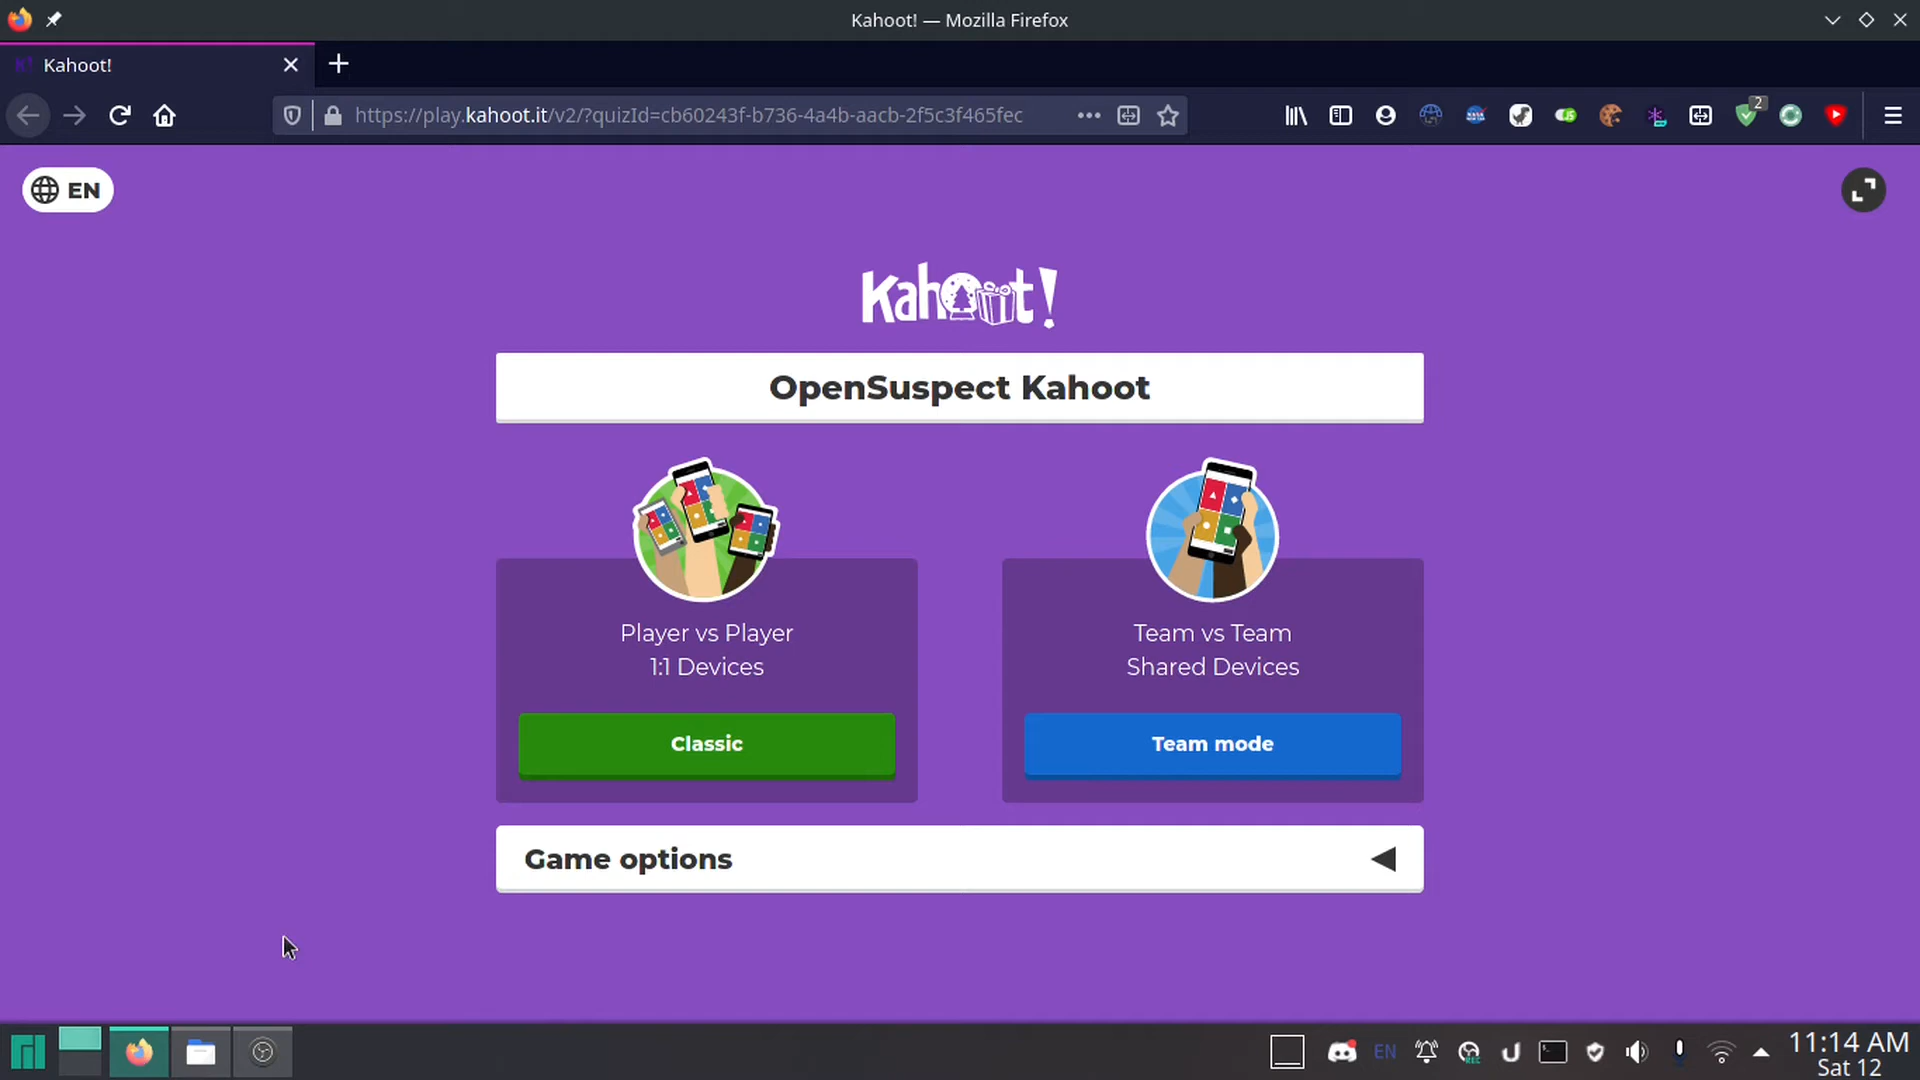 Kahoot! — Mozilla Firefox
Kahoot!
https://play.kahoot.it/v2/?quizId=cb60243f-b736-4a4b-aacb-2f5c3f465fec
2
EN
Kahoot!
OpenSuspect Kahoot
Player vs Player
1:1 Devices
Classic
Team vs Team
Shared Devices
Team mode
Game options
EN
REC
11:14 AM
Sat 12